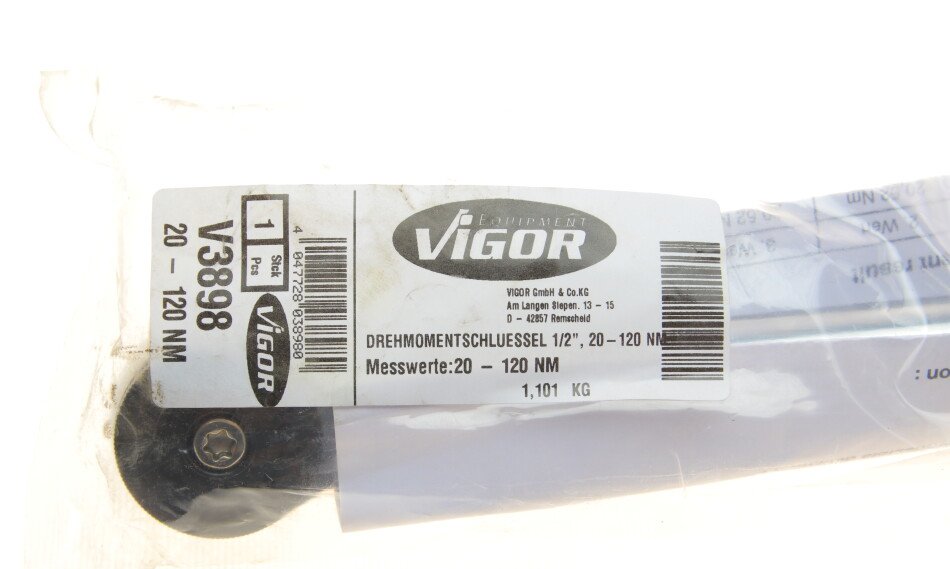 V3898
20 - 120 NM
1
Stck
Pcs
VIGOR
4 047728 038980
EQUIPMENT
VIGOR
VIGOR GmbH & Co.KG
Am Langen Siepen. 13 - 15
D - 42857 Remscheid
DREHMOMENTSCHLUESSEL 1/2", 20-120 NM
Messwerte:20 - 120 NM
1,101 KG